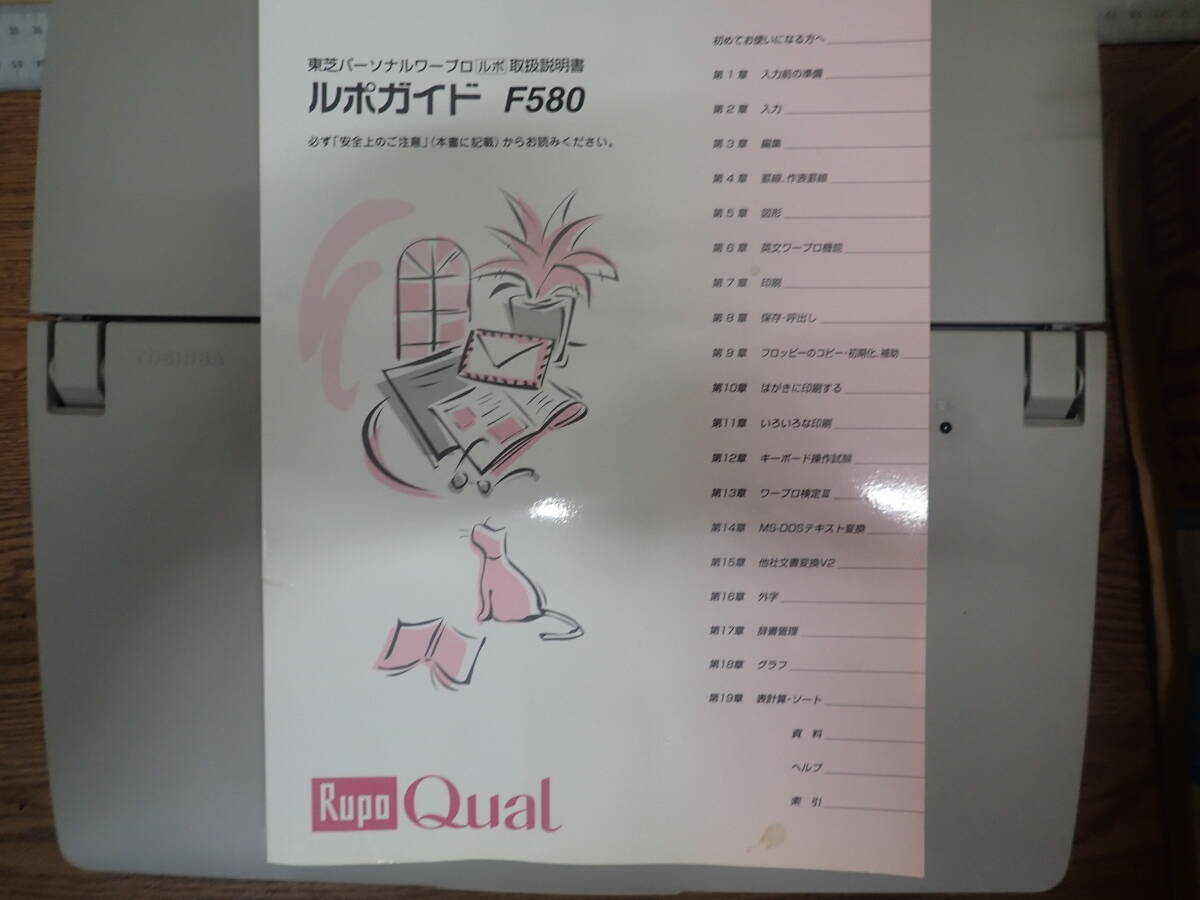 東芝パーソナルワープロ ルポ 取扱説明書
ルポガイド F580
必ず「安全上のご注意」(本書に記載)からお読みください。
初めてお使いになる方へ
第1章 入力前の準備
第2章 入力
第3章 編集
第4章 罫線、作表罫線
第5章 図形
第6章 英文ワープロ機能
第7章 印刷
第8章 保存・呼出し
第9章 フロッピーのコピー・初期化、補助
第10章 はがきに印刷する
第11章 いろいろな印刷
第12章 キーボード操作試験
第13章 ワープロ検定Ⅲ
第14章 MS-DOSテキスト変換
第15章 他社文書変換V2
第16章 外字
第17章 辞書管理
第18章 グラフ
第19章 表計算・ソート
資料
ヘルプ
索引
Rupo Qual
TOSHIBA